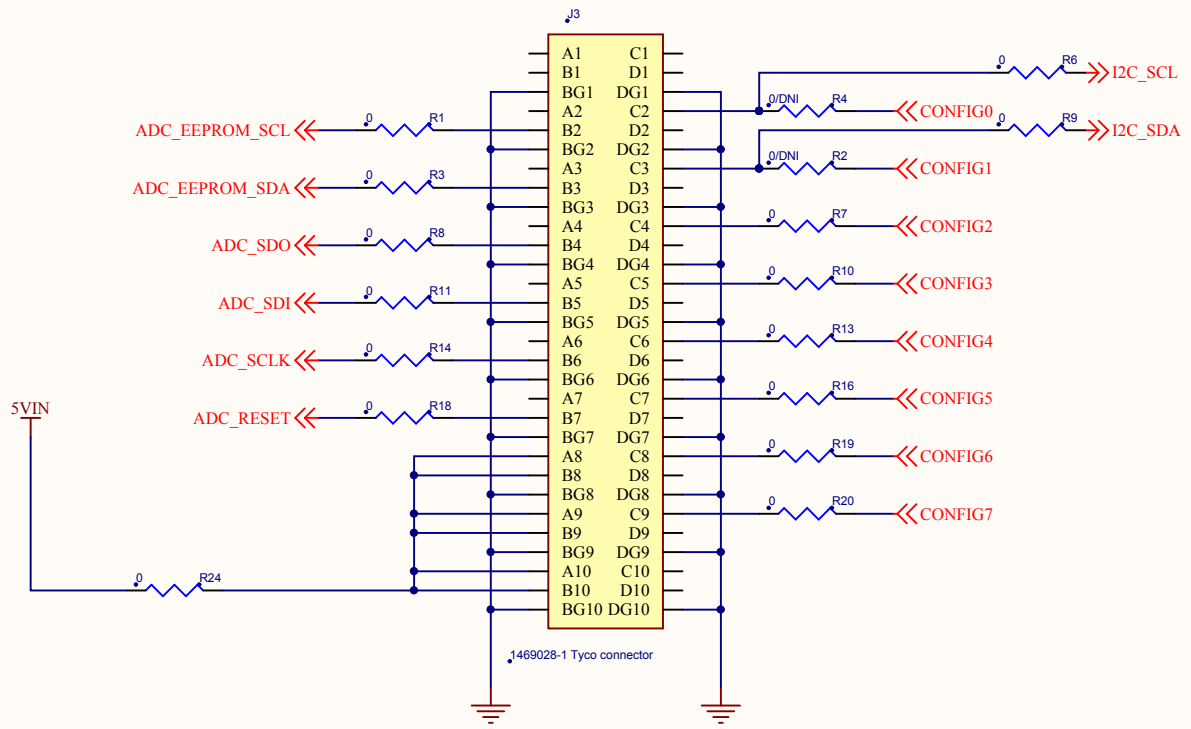 J3
A1 C1
0 R6 I2C_SCL
B1 D1
BG1 DG1
A2 C2 0/DNI R4 CONFIG0
ADC_EEPROM_SCL 0 R1 B2 D2 0 R9 I2C_SDA
BG2 DG2
A3 C3 0/DNI R2 CONFIG1
ADC_EEPROM_SDA 0 R3 B3 D3
BG3 DG3
A4 C4 0 R7 CONFIG2
ADC_SDO 0 R8 B4 D4
BG4 DG4
A5 C5 0 R10 CONFIG3
ADC_SDI 0 R11 B5 D5
BG5 DG5
A6 C6 0 R13 CONFIG4
ADC_SCLK 0 R14 B6 D6
BG6 DG6
A7 C7 0 R16 CONFIG5
5VIN
ADC_RESET 0 R18 B7 D7
BG7 DG7
A8 C8 0 R19 CONFIG6
B8 D8
BG8 DG8
A9 C9 0 R20 CONFIG7
B9 D9
BG9 DG9
A10 C10
0 R24 B10 D10
BG10 DG10
1469028-1 Tyco connector